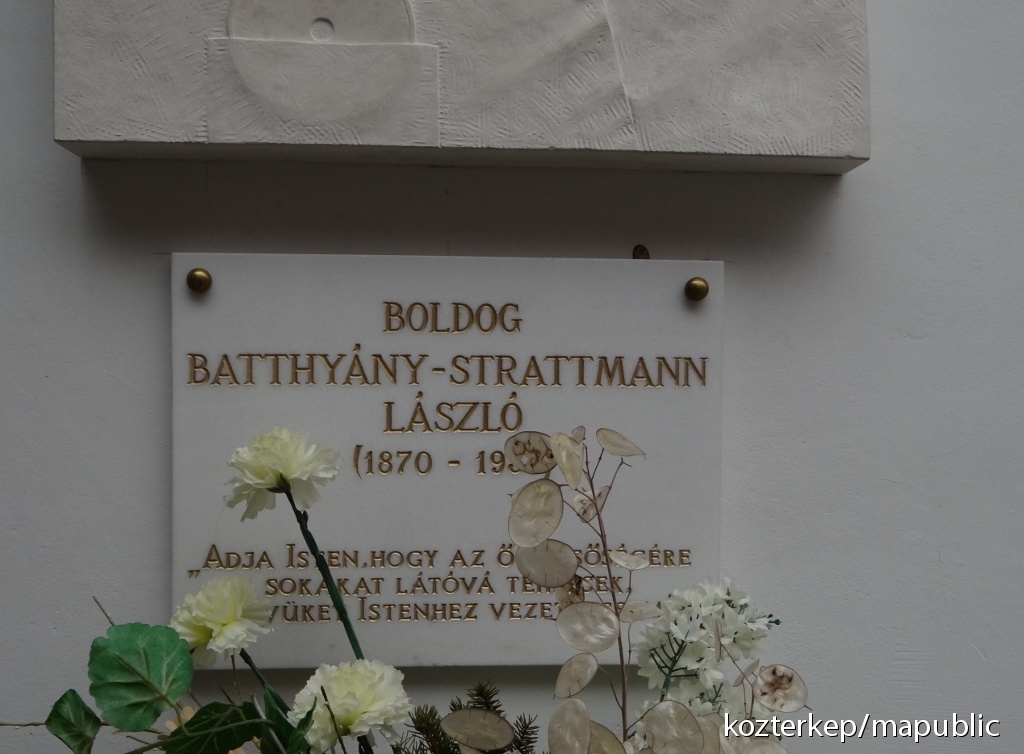 BOLDOG
BATTHYÁNY-STRATTMANN
LÁSZLÓ
(1870 -
„ADJA ISTEN, HOGY AZ
SOKAKAT LÁTÓVÁ
ISTENHEZ
kozterkep/mapublic